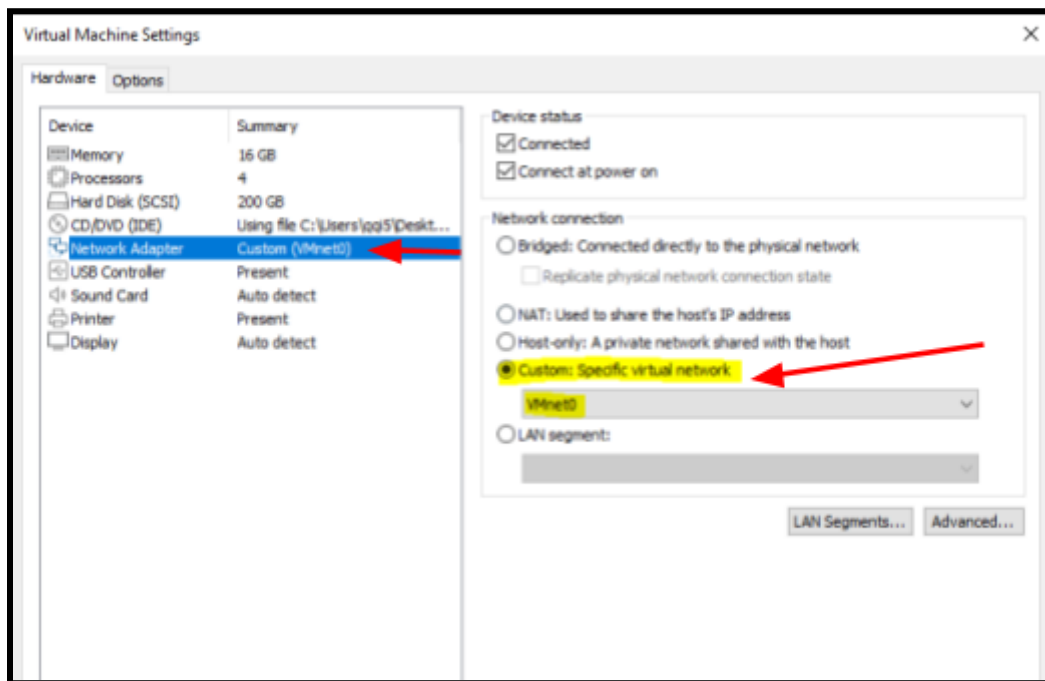 Virtual Machine Settings
Hardware Options
Device Summary
Memory 16 GB
Processors 4
Hard Disk (SCSI) 200 GB
CD/DVD (IDE) Using file C:\Users\gqi5\Deskt...
Network Adapter Custom (VMnet0)
USB Controller Present
Sound Card Auto detect
Printer Present
Display Auto detect
Device status
Connected
Connect at power on
Network connection
Bridged: Connected directly to the physical network
Replicate physical network connection state
NAT: Used to share the host's IP address
Host-only: A private network shared with the host
Custom: Specific virtual network
VMnet0
LAN segment:
LAN Segments... Advanced...